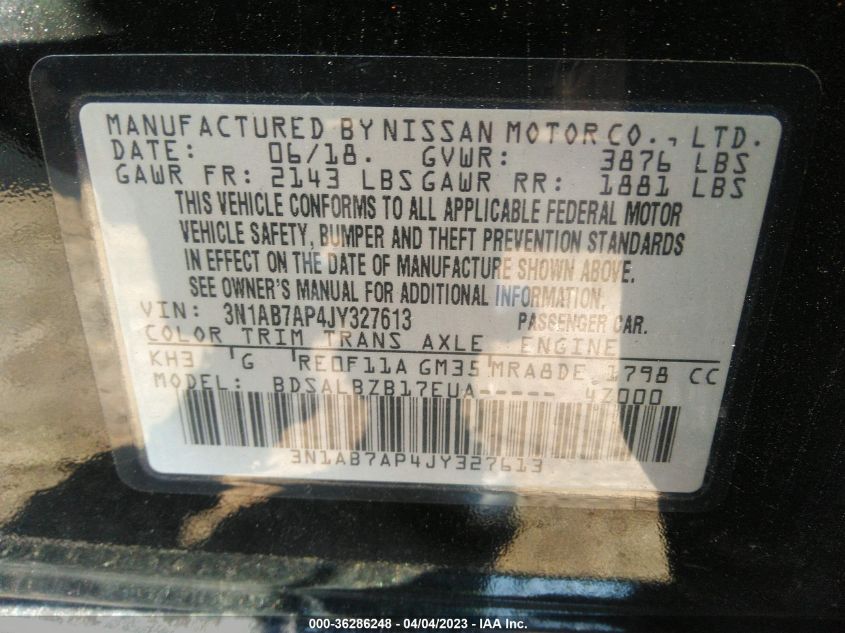 MANUFACTURED BY NISSAN MOTOR CO., LTD.
DATE: 06/18. GVWR: 3876 LBS
GAWR FR: 2143 LBS GAWR RR: 1881 LBS
THIS VEHICLE CONFORMS TO ALL APPLICABLE FEDERAL MOTOR
VEHICLE SAFETY, BUMPER AND THEFT PREVENTION STANDARDS
IN EFFECT ON THE DATE OF MANUFACTURE SHOWN ABOVE.
SEE OWNER'S MANUAL FOR ADDITIONAL INFORMATION.
VIN: 3N1AB7AP4JY327613 PASSENGER CAR.
COLOR TRIM TRANS AXLE ENGINE
KH3 G RE0F11A GM35 MRA8DE 1798 CC
MODEL: BDSALBZB17EUA----- 4Z000
3N1AB7AP4JY327613
000-36286248 - 04/04/2023 - IAA Inc.